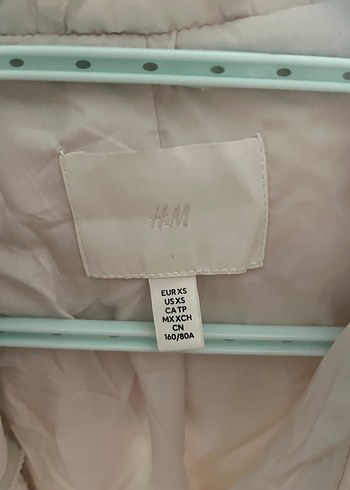 H&M
EUR XS
US XS
CA TP
MX XCH
CN
160/80A